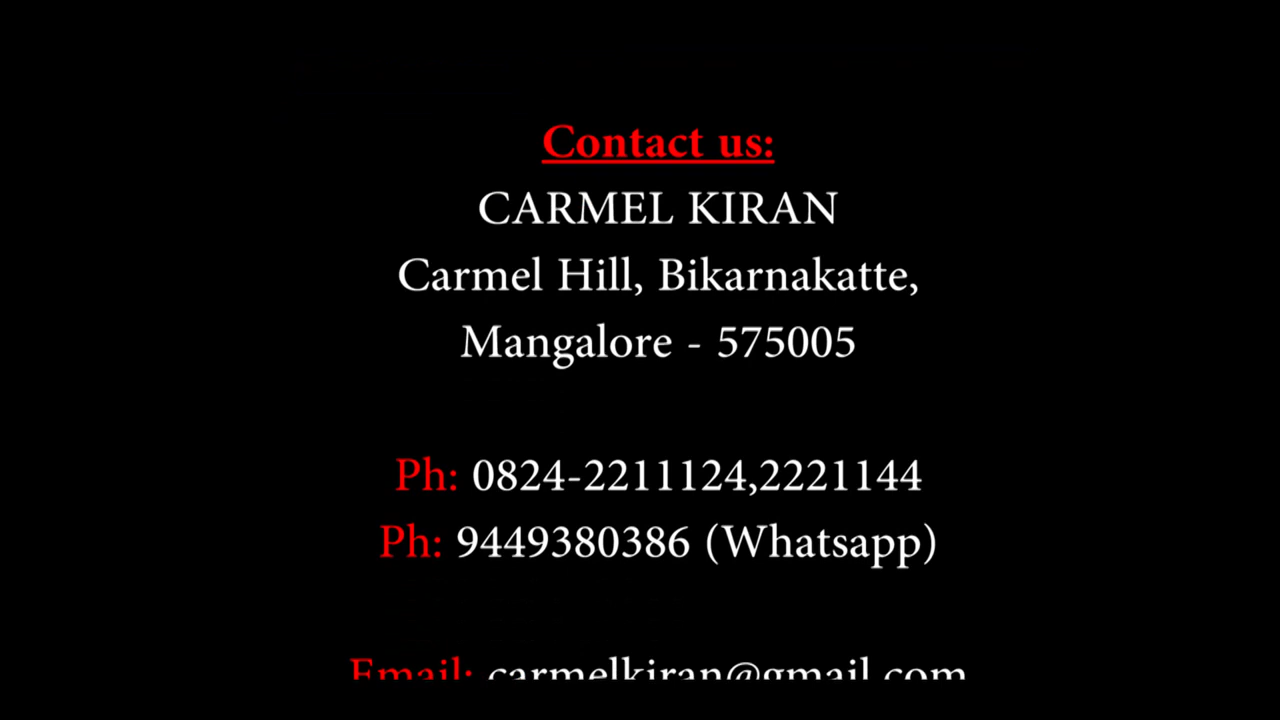 Contact us:
CARMEL KIRAN
Carmel Hill, Bikarnakatte,
Mangalore - 575005
Ph: 0824-2211124,2221144
Ph: 9449380386 (Whatsapp)
Email: carmelkiran@gmail.com